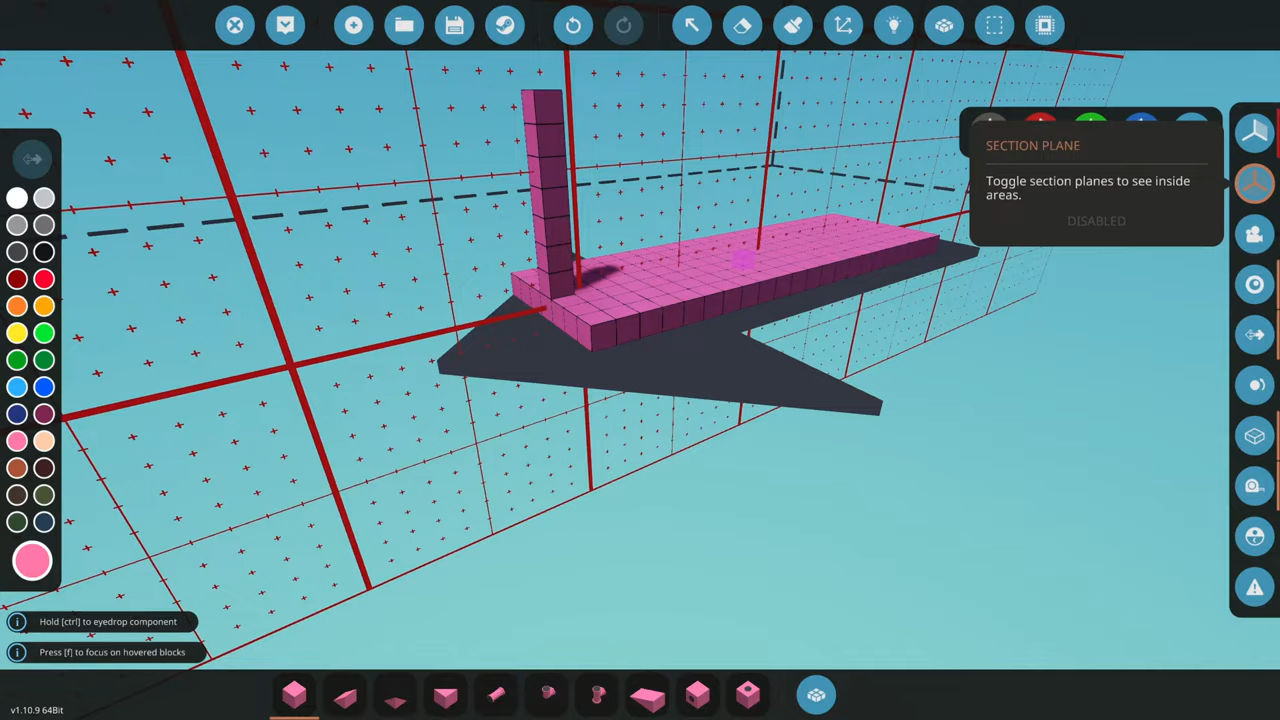 SECTION PLANE
Toggle section planes to see inside
areas.
DISABLED
Hold [ctrl] to eyedrop component
Press [f] to focus on hovered blocks
v1.10.9 64Bit